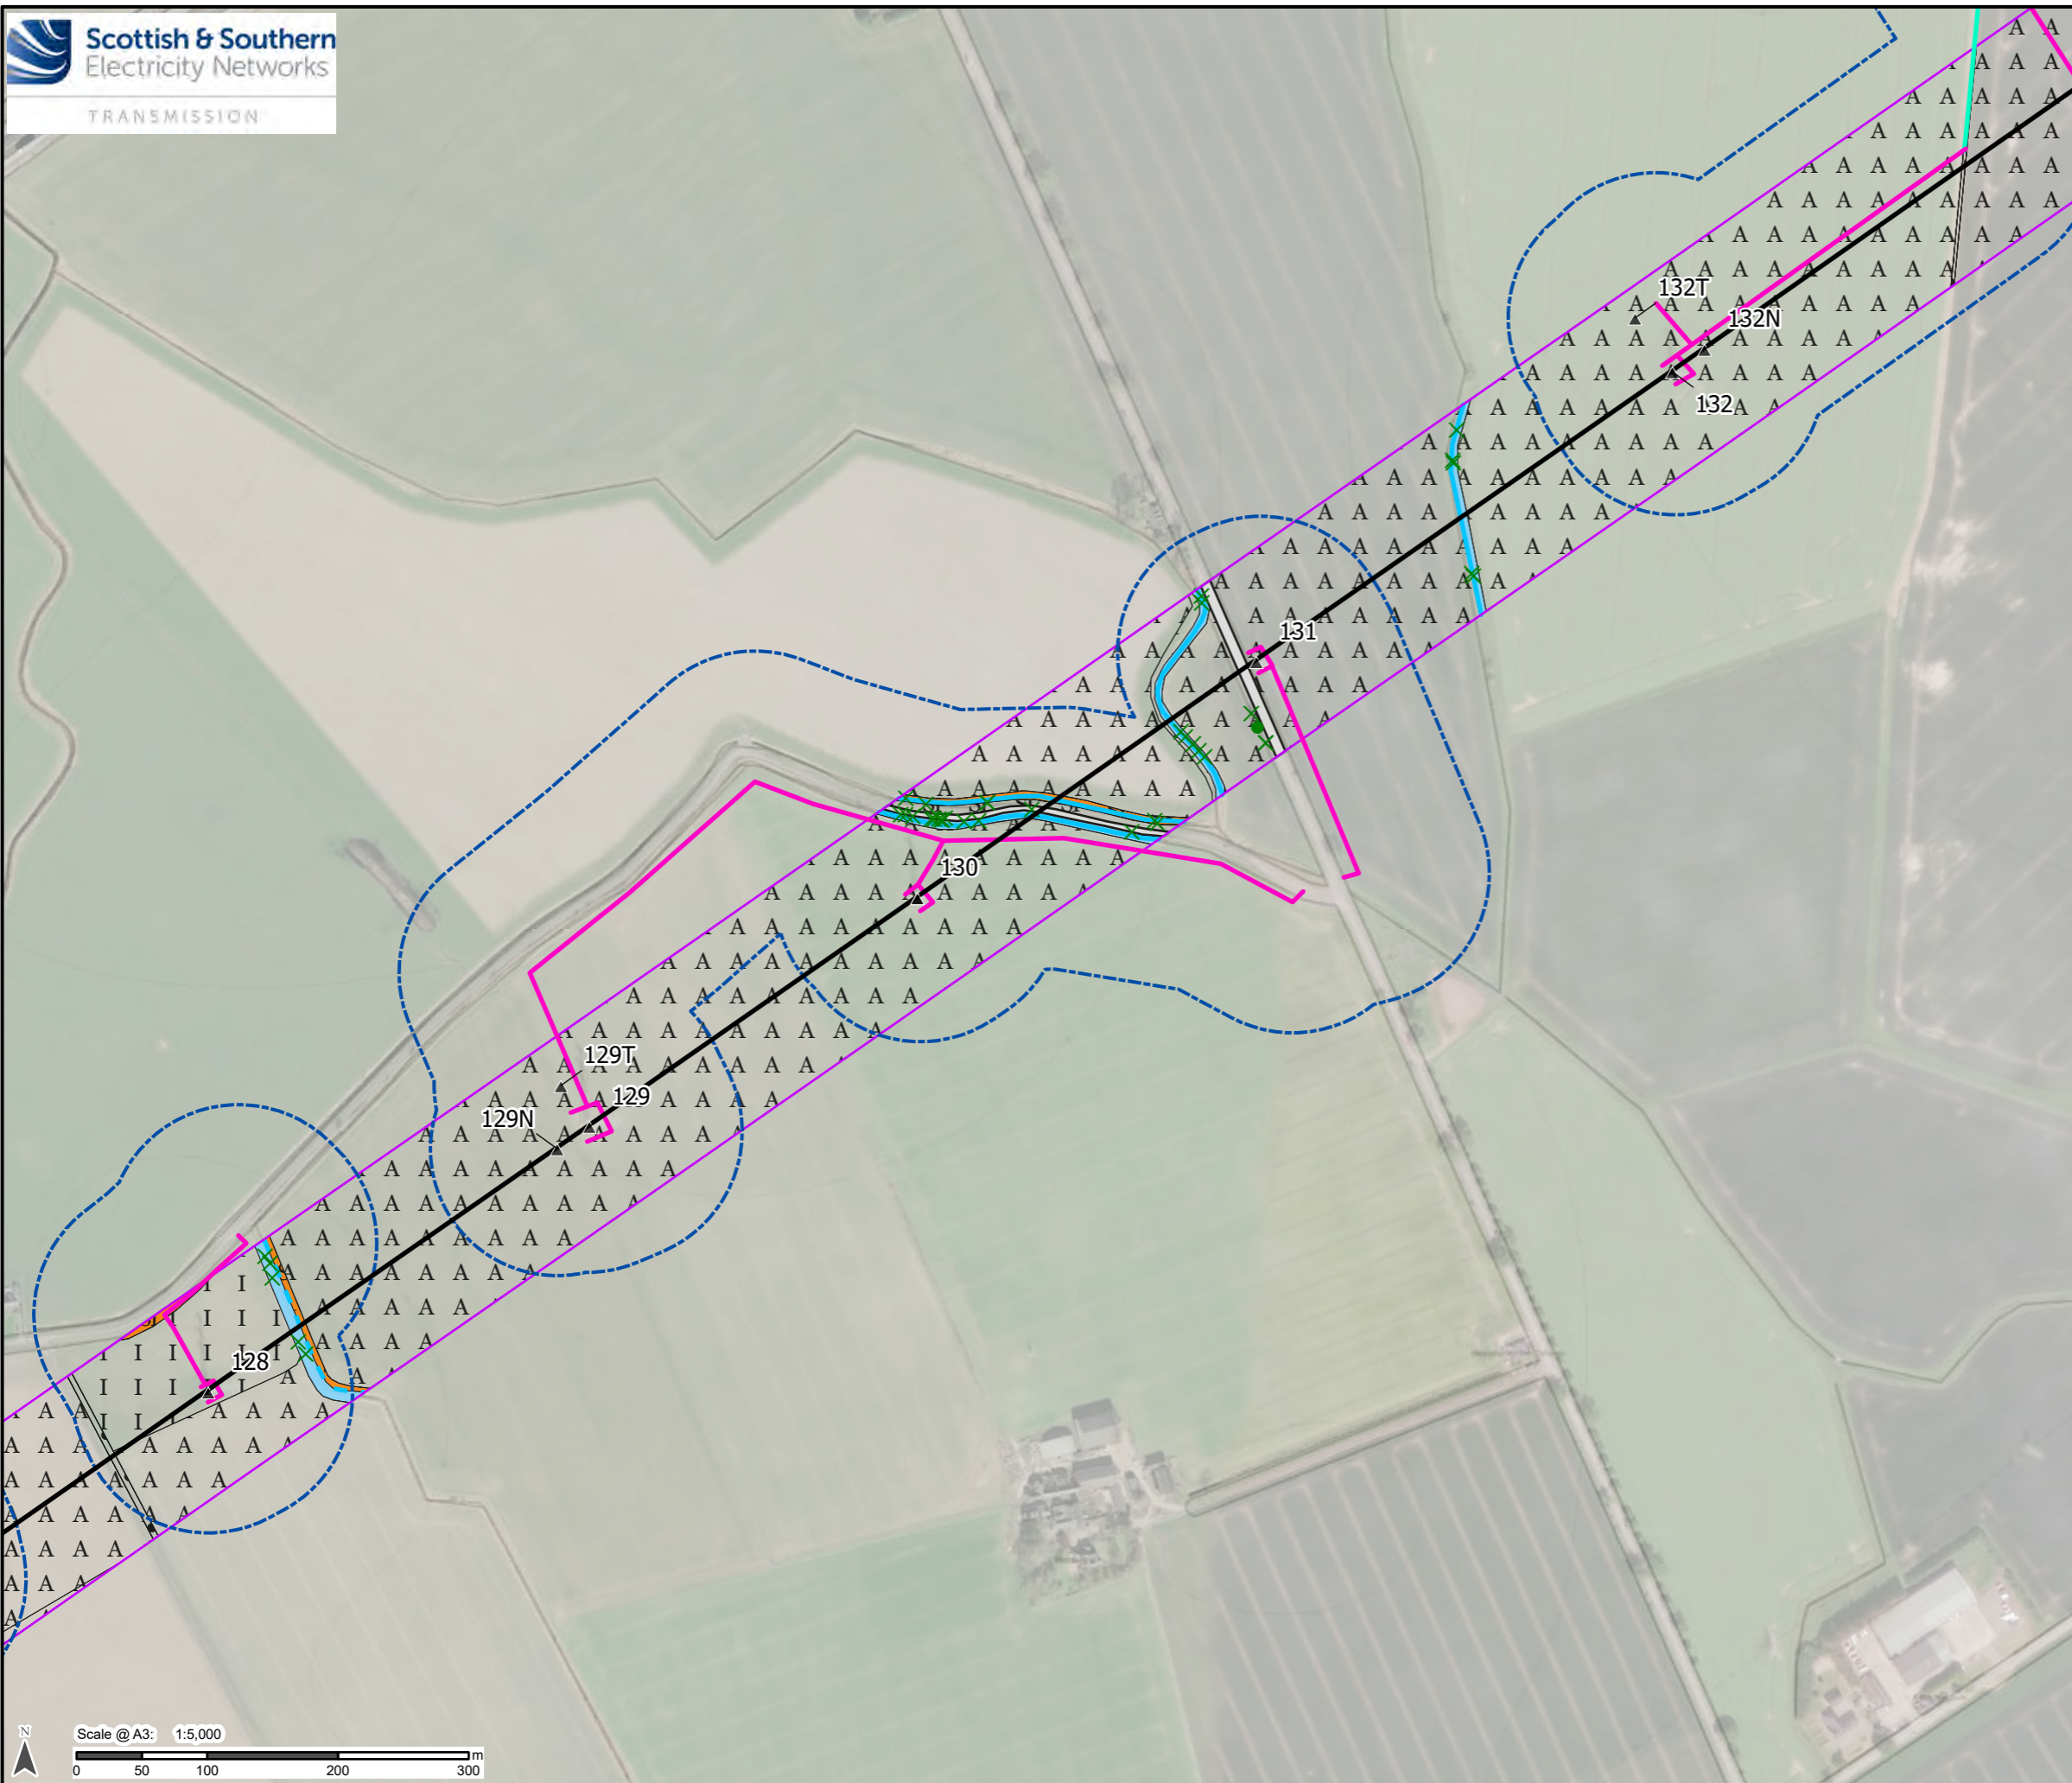 Scottish & Southern
Electricity Networks
TRANSMISSION
132T
132N
132
131
130
129T
129
129N
128
N
Scale @ A3: 1:5,000
m
0 50 100 200 300